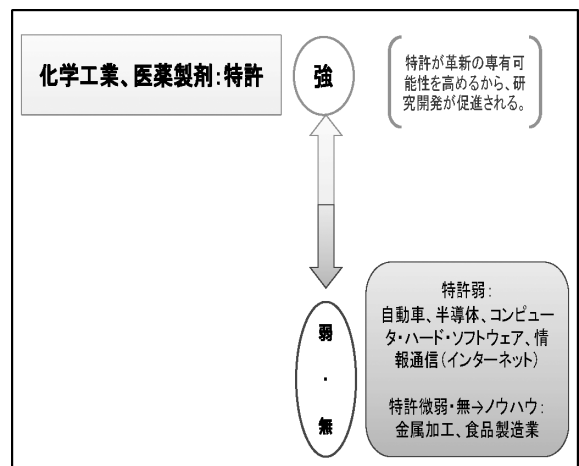 化学工業、医薬製剤:特許
強
特許が革新の専有可
能性を高めるから、研
究開発が促進される。
弱
・
無
特許弱:
自動車、半導体、コンピュー
タ・ハード・ソフトウェア、情
報通信(インターネット)
特許微弱・無→ノウハウ:
金属加工、食品製造業